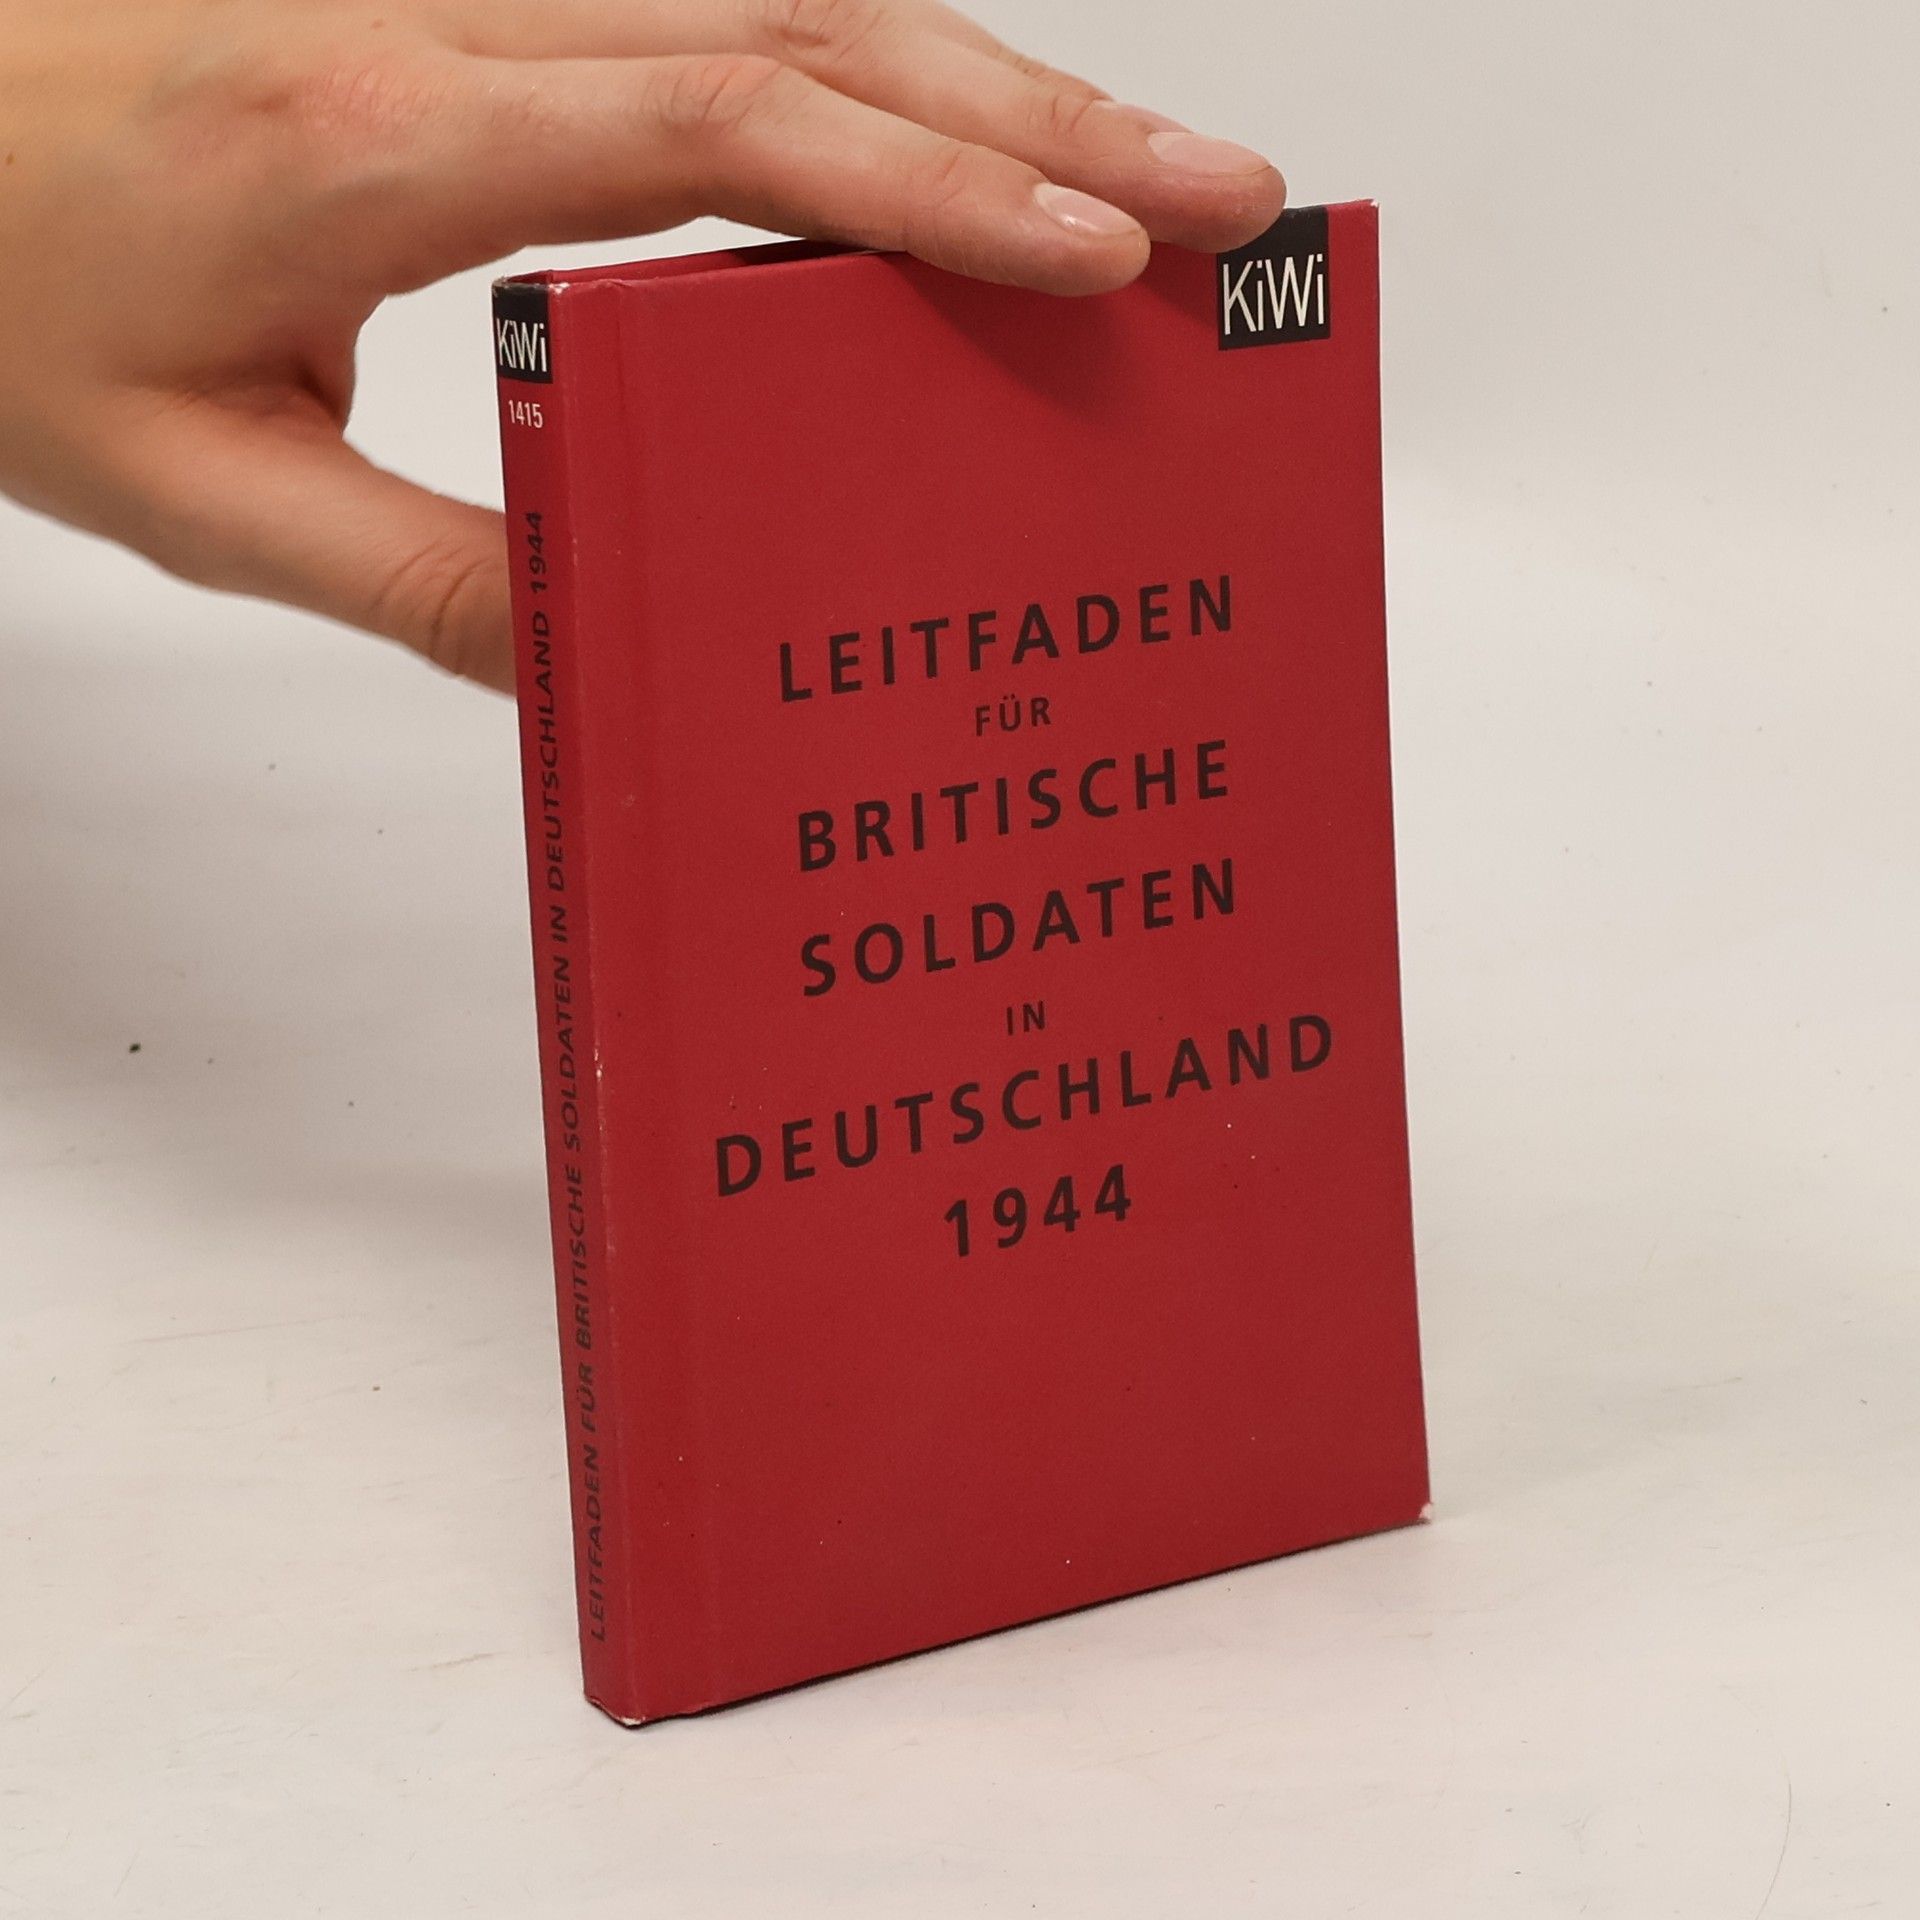 KiWi
1415
LEITFADEN FÜR BRITISCHE SOLDATEN IN DEUTSCHLAND 1944
KiWi
LEITFADEN
FÜR
BRITISCHE
SOLDATEN
IN
DEUTSCHLAND
1944